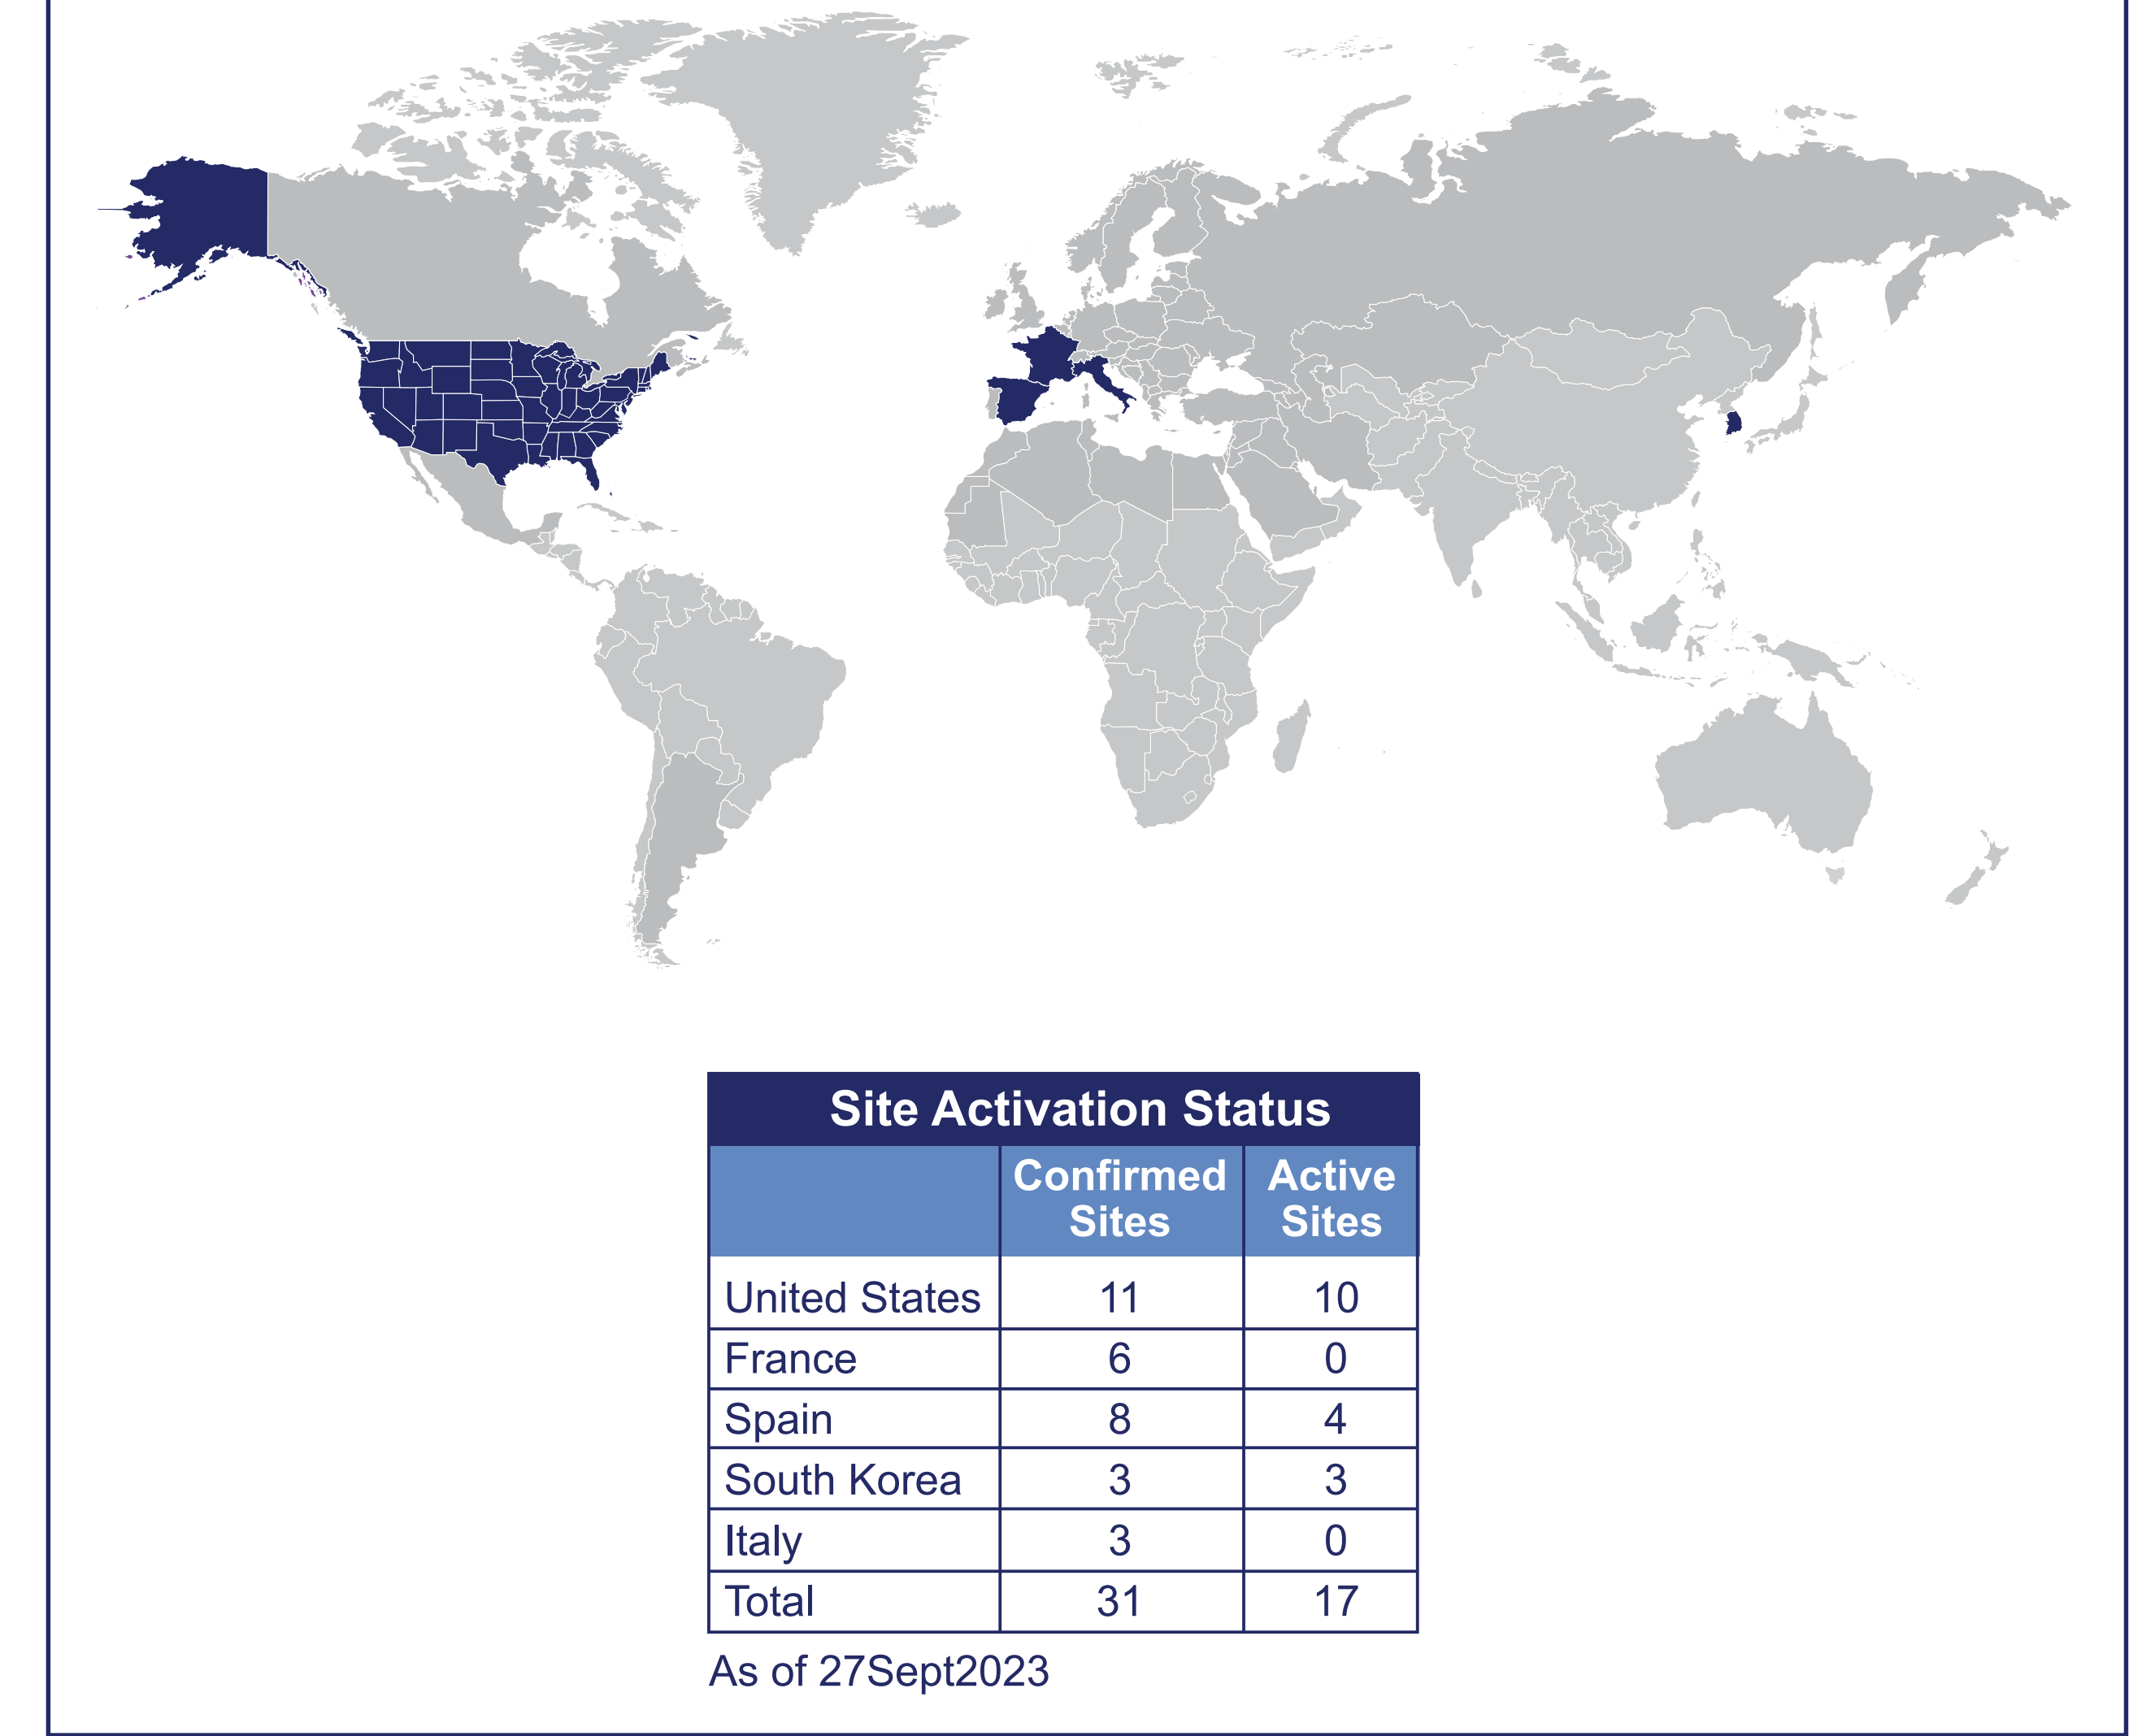 Site Activation Status
Confirmed Sites Active Sites
United States 11 10
France 6 0
Spain 8 4
South Korea 3 3
Italy 3 0
Total 31 17
As of 27Sept2023